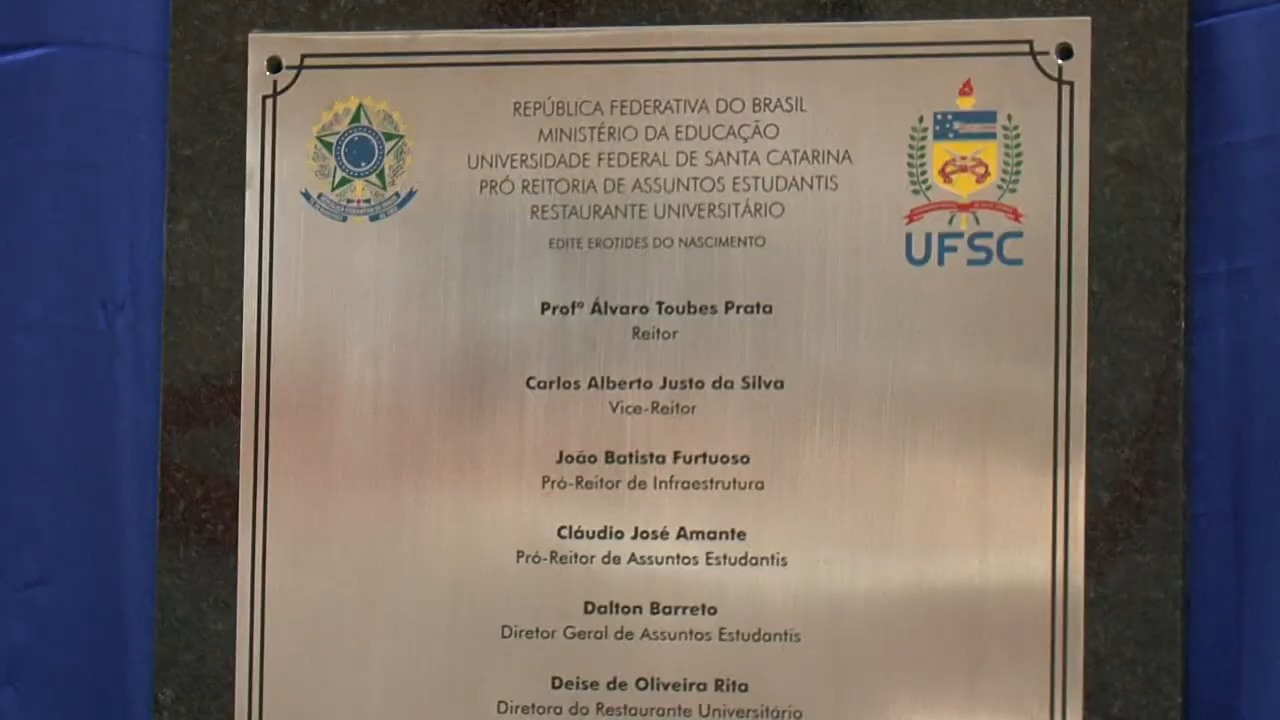 REPÚBLICA FEDERATIVA DO BRASIL
MINISTÉRIO DA EDUCAÇÃO
UNIVERSIDADE FEDERAL DE SANTA CATARINA
PRÓ REITORIA DE ASSUNTOS ESTUDANTIS
RESTAURANTE UNIVERSITÁRIO
EDITE EROTIDES DO NASCIMENTO
UFSC
Profº Álvaro Toubes Prata
Reitor
Carlos Alberto Justo da Silva
Vice-Reitor
João Batista Furtuoso
Pró-Reitor de Infraestrutura
Cláudio José Amante
Pró-Reitor de Assuntos Estudantis
Dalton Barreto
Diretor Geral de Assuntos Estudantis
Deise de Oliveira Rita
Diretora do Restaurante Universitário